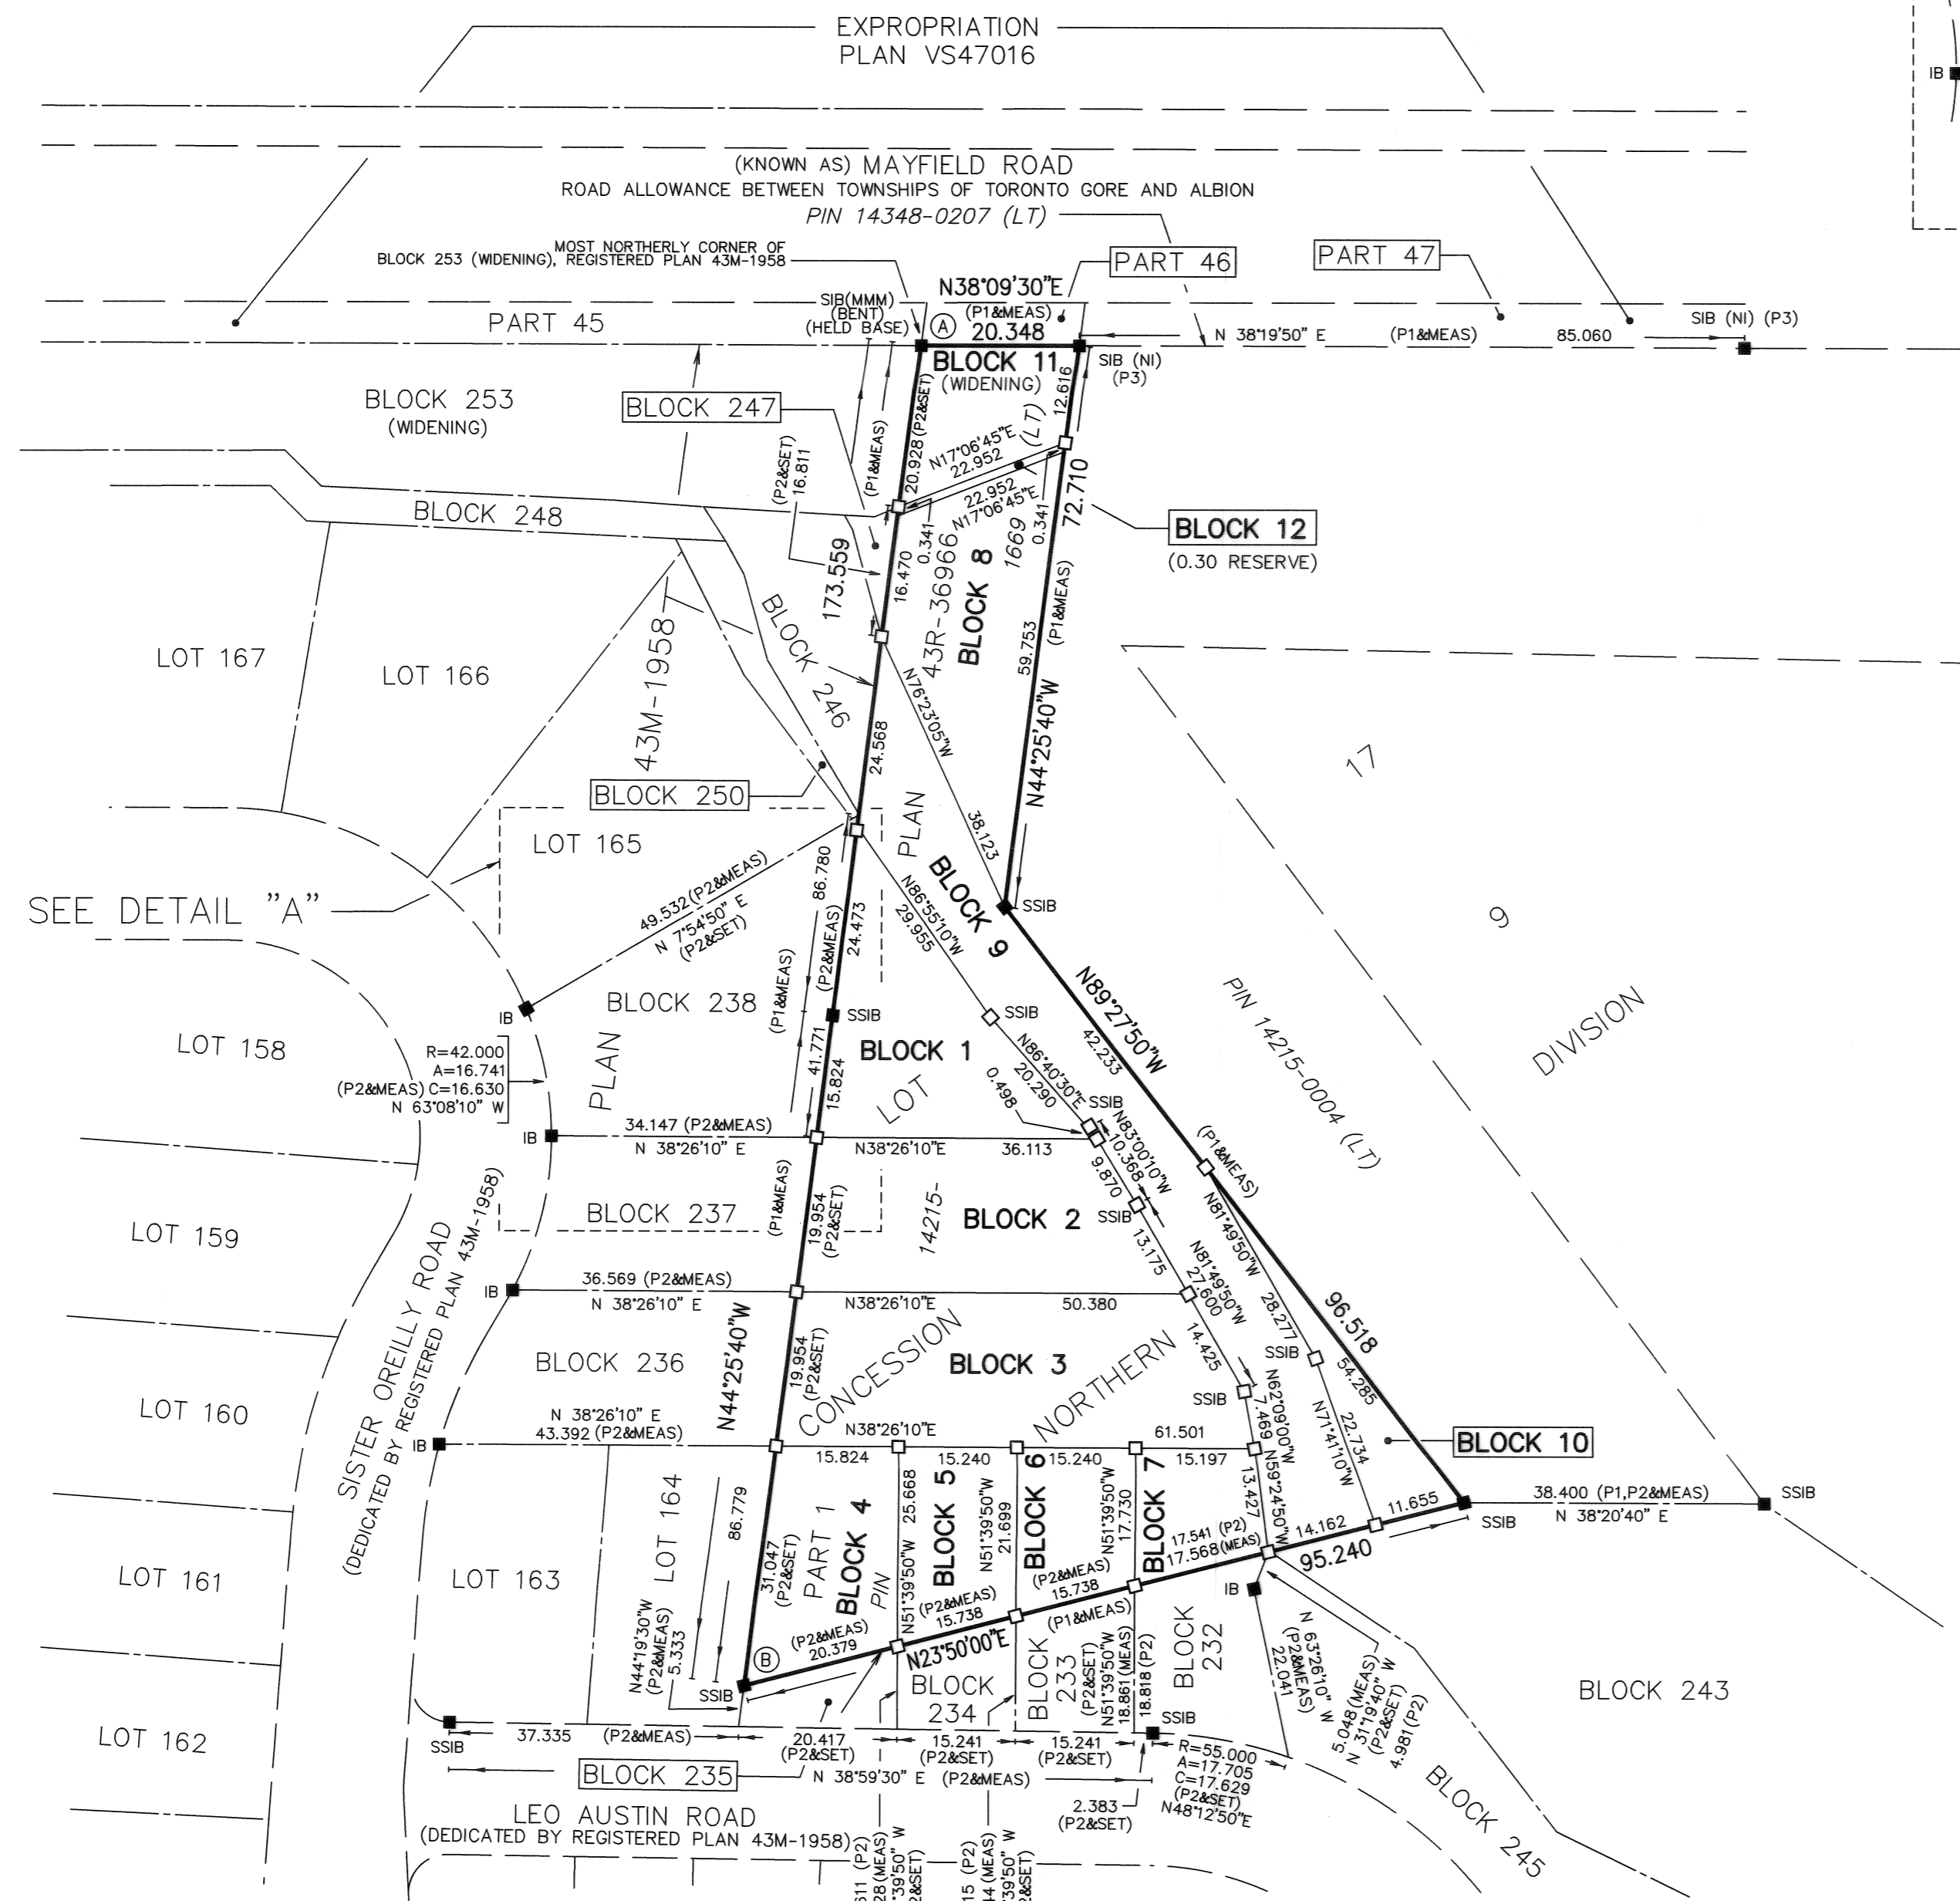 EXPROPRIATION
PLAN VS47016
IB
(KNOWN AS) MAYFIELD ROAD
ROAD ALLOWANCE BETWEEN TOWNSHIPS OF TORONTO GORE AND ALBION
PIN 14348-0207 (LT)
MOST NORTHERLY CORNER OF
BLOCK 253 (WIDENING), REGISTERED PLAN 43M-1958
PART 46
PART 47
N38°09'30"E
(P1&MEAS)
20.348
A
SIB(MMM)
(BENT)
(HELD BASE)
PART 45
N 38°19'50" E
(P1&MEAS)
85.060
SIB (NI) (P3)
SIB (NI)
(P3)
BLOCK 11
(WIDENING)
BLOCK 253
(WIDENING)
BLOCK 247
(P2&SET)
16.811
(P1&MEAS)
20.928 (P2&SET)
12.616
N17°06'45"E
22.952
(LT)
22.952
N17°06'45"E
0.341
0.341
72.710
BLOCK 12
(0.30 RESERVE)
BLOCK 248
173.559
16.470
43R-36966
BLOCK 8
1669
59.753
(P1&MEAS)
N44°25'40"W
LOT 167
LOT 166
43M-1958
BLOCK 246
24.568
N76°23'05"W
38.123
BLOCK 250
PLAN
17
9
LOT 165
SEE DETAIL "A"
49.532 (P2&MEAS)
N 7°54'50" E
(P2&SET)
86.780
(P2&MEAS)
24.473
(P1&MEAS)
N86°55'10"W
29.955
BLOCK 9
SSIB
N89°27'50"W
42.233
(P1&MEAS)
PIN 14215-0004 (LT)
DIVISION
BLOCK 238
IB
SSIB
SSIB
LOT 158
R=42.000
A=16.741
(P2&MEAS) C=16.630
N 63°08'10" W
PLAN
41.771
15.824
BLOCK 1
LOT
N86°40'30"E
20.290
0.498
SSIB
N83°00'10"W
10.368
9.870
IB
34.147 (P2&MEAS)
N 38°26'10" E
N38°26'10"E
36.113
SSIB
(P1&MEAS)
19.954
(P2&SET)
BLOCK 237
14215-
BLOCK 2
13.175
N81°49'50"W
27.600
N81°49'50"W
28.277
LOT 159
SISTER OREILLY ROAD
(DEDICATED BY REGISTERED PLAN 43M-1958)
IB
36.569 (P2&MEAS)
N 38°26'10" E
N38°26'10"E
50.380
N44°25'40"W
19.954
(P2&SET)
BLOCK 236
CONCESSION
BLOCK 3
NORTHERN
14.425
SSIB
SSIB
96.518
54.285
LOT 160
IB
N 38°26'10" E
43.392 (P2&MEAS)
N38°26'10"E
61.501
15.824
15.240
15.240
15.197
N62°09'00"W
7.469
22.734
N71°41'10"W
BLOCK 10
LOT 164
86.779
31.047
(P2&SET)
PART 1
BLOCK 4
PIN
N51°39'50"W 25.668
BLOCK 5
N51°39'50"W
21.699
BLOCK 6
N51°39'50"W
17.730
BLOCK 7
13.427
N59°24'50"W
17.541 (P2)
17.568(MEAS)
14.162
11.655
95.240
SSIB
38.400 (P1,P2&MEAS)
N 38°20'40" E
SSIB
LOT 161
LOT 163
N44°19'30"W
(P2&MEAS)
5.333
B
SSIB
(P2&MEAS)
20.379
(P2&MEAS)
15.738
(P2&MEAS)
15.738
(P1&MEAS)
N23°50'00"E
IB
BLOCK
234
BLOCK
233
(P2&SET)
N51°39'50"W
18.861 (MEAS)
18.818 (P2)
BLOCK
232
N 63°26'10" W
(P2&MEAS)
22.041
5.048(MEAS)
N 31°19'40" W
(P2&SET)
4.981(P2)
BLOCK 243
LOT 162
SSIB
37.335
(P2&MEAS)
20.417
(P2&SET)
15.241
(P2&SET)
15.241
(P2&SET)
SSIB
R=55.000
A=17.705
C=17.629
(P2&SET)
N48°12'50"E
BLOCK 235
N 38°59'30" E (P2&MEAS)
2.383
(P2&SET)
BLOCK 245
LEO AUSTIN ROAD
(DEDICATED BY REGISTERED PLAN 43M-1958)